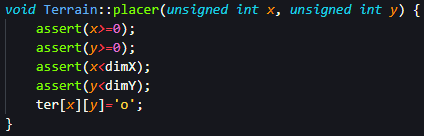 void Terrain::placer(unsigned int x, unsigned int y) {
    assert(x>=0);
    assert(y>=0);
    assert(x<dimX);
    assert(y<dimY);
    ter[x][y]='o';
}